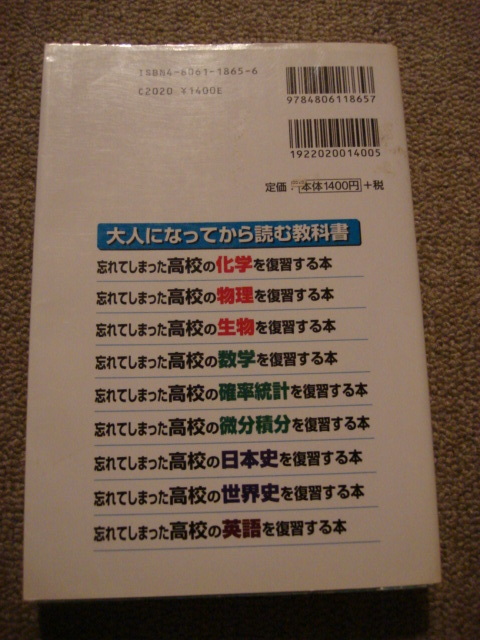 ISBN4-8061-1865-6
C2020 ¥1400E
9784806118657
1922020014005
定価 本体1400円+税
大人になってから読む教科書
忘れてしまった高校の化学を復習する本
忘れてしまった高校の物理を復習する本
忘れてしまった高校の生物を復習する本
忘れてしまった高校の数学を復習する本
忘れてしまった高校の確率統計を復習する本
忘れてしまった高校の微分積分を復習する本
忘れてしまった高校の日本史を復習する本
忘れてしまった高校の世界史を復習する本
忘れてしまった高校の英語を復習する本